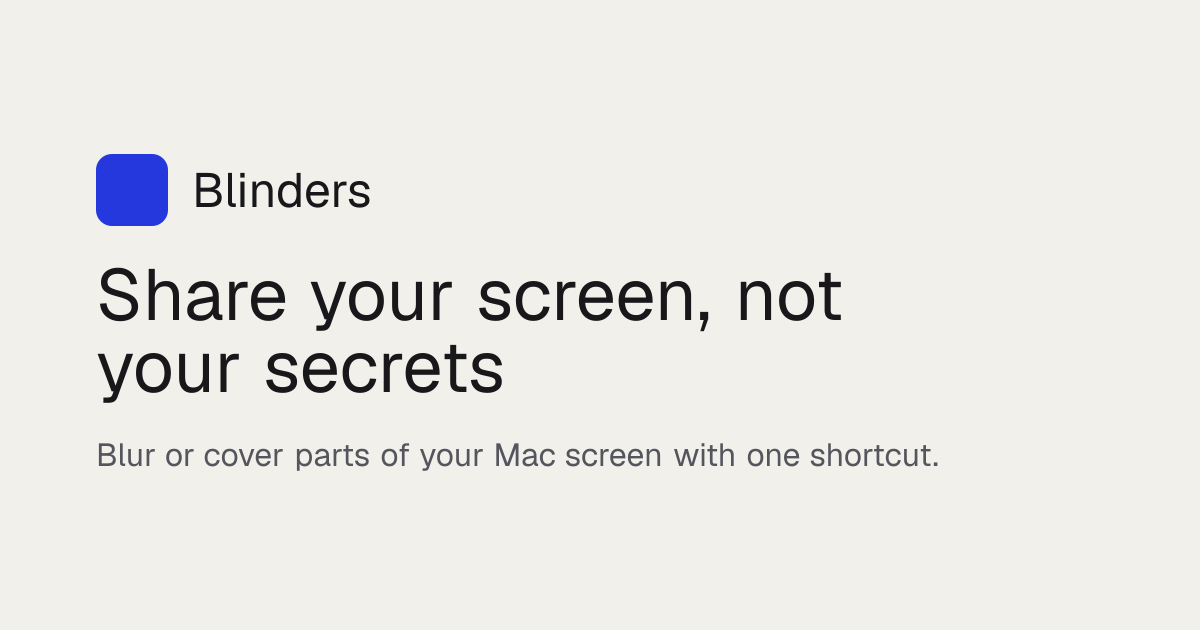 Blinders
Share your screen, not
your secrets
Blur or cover parts of your Mac screen with one shortcut.